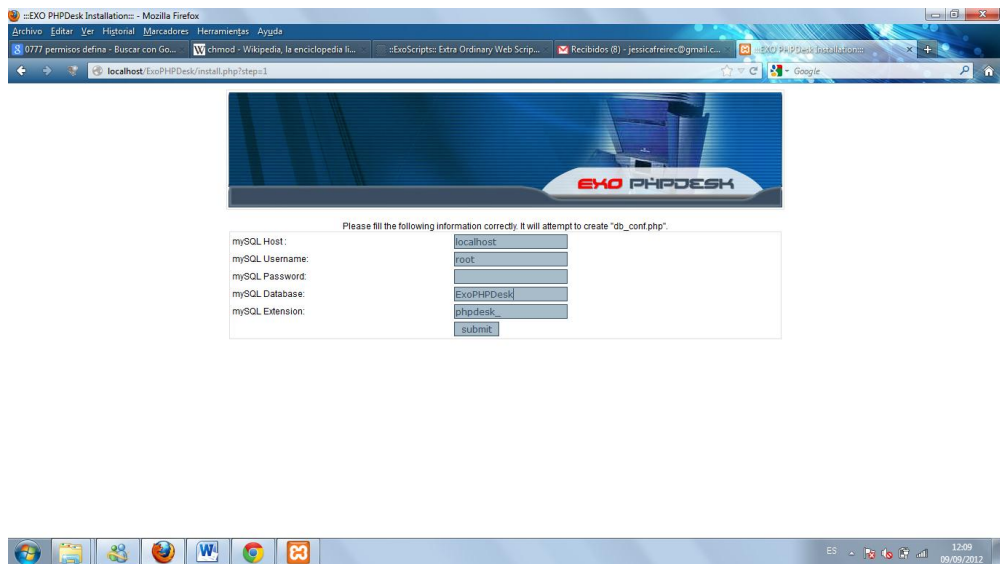 :::EXO PHPDesk Installation::: - Mozilla Firefox
Archivo Editar Ver Historial Marcadores Herramientas Ayuda
0777 permisos defina - Buscar con Go...
chmod - Wikipedia, la enciclopedia li...
::ExoScripts:: Extra Ordinary Web Scrip...
Recibidos (8) - jessicafreirec@gmail.c...
:::EXO PHPDesk Installation:::
localhost/ExoPHPDesk/install.php?step=1
Google
EXO PHPDESK
Please fill the following information correctly. It will attempt to create "db_conf.php".
mySQL Host : localhost
mySQL Username: root
mySQL Password:
mySQL Database: ExoPHPDesk
mySQL Extension: phpdesk_
submit
ES
12:09
09/09/2012